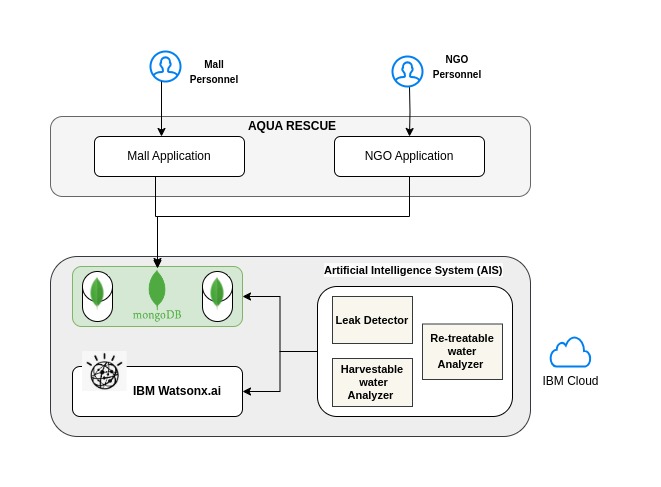 Mall
Personnel
NGO
Personnel
AQUA RESCUE
Mall Application
NGO Application
Artificial Intelligence System (AIS)
mongoDB
Leak Detector
Re-treatable
water
Analyzer
Harvestable
water
Analyzer
IBM Watsonx.ai
IBM Cloud